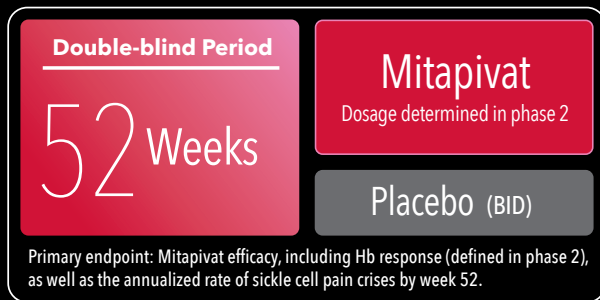 Double-blind Period
52 Weeks
Mitapivat
Dosage determined in phase 2
Placebo (BID)
Primary endpoint: Mitapivat efficacy, including Hb response (defined in phase 2),
as well as the annualized rate of sickle cell pain crises by week 52.